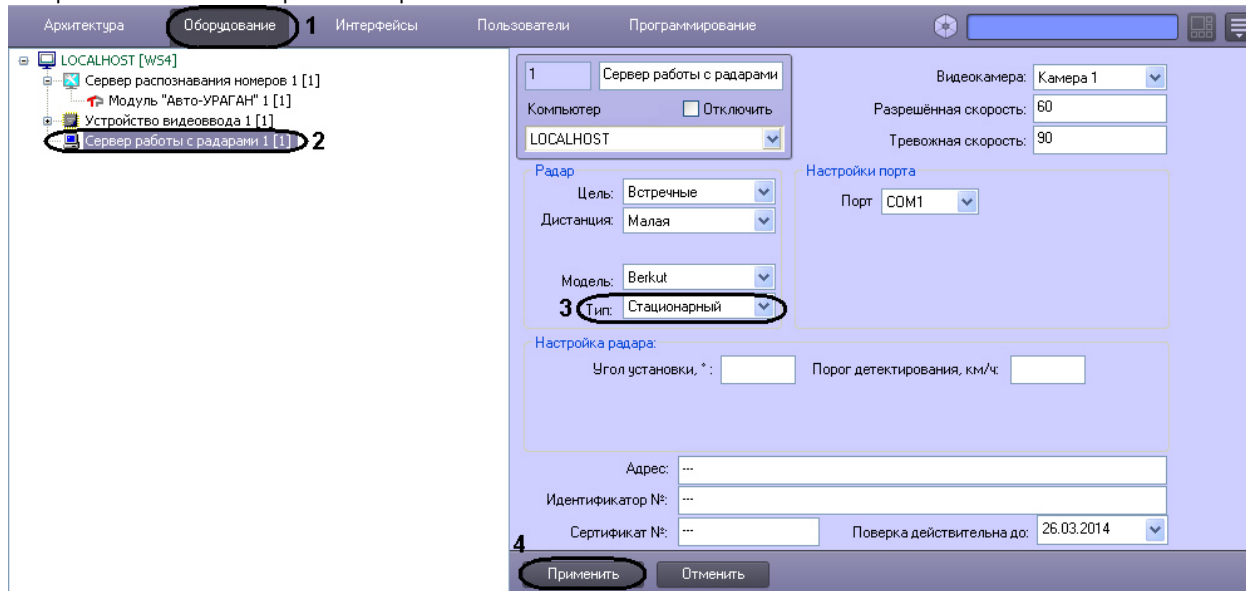 Архитектура Оборудование 1 Интерфейсы Пользователи Программирование
LOCALHOST [WS4]
Сервер распознавания номеров 1 [1]
Модуль "Авто-УРАГАН" 1 [1]
Устройство видеоввода 1 [1]
Сервер работы с радарами 1 [1] 2
1 Сервер работы с радарами
Компьютер Отключить
LOCALHOST
Видеокамера: Камера 1
Разрешённая скорость: 60
Тревожная скорость: 90
Радар
Цель: Встречные
Дистанция: Малая
Модель: Berkut
3 Тип: Стационарный
Настройки порта
Порт COM1
Настройка радара:
Угол установки, ° : Порог детектирования, км/ч:
Адрес: ---
Идентификатор №: ---
Сертификат №: --- Поверка действительна до: 26.03.2014
4
Применить Отменить